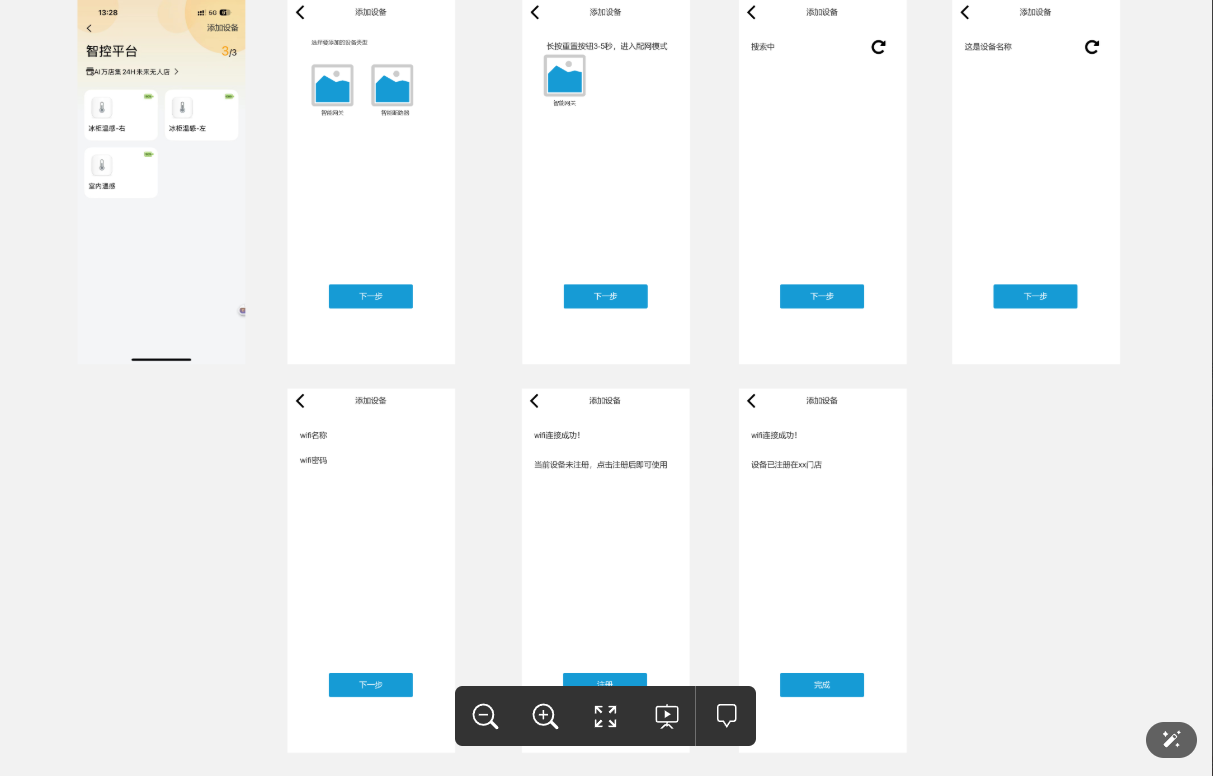 13:28
5G
添加设备
智控平台
3/3
AI万店集24H未来无人店
冰柜温感-右
冰柜温感-左
室内温感
添加设备
选择要添加的设备类型
智能网关
智能断路器
下一步
添加设备
长按重置按钮3-5秒，进入配网模式
智能网关
下一步
添加设备
搜索中
下一步
添加设备
这是设备名称
下一步
添加设备
wifi名称
wifi密码
下一步
添加设备
wifi连接成功！
当前设备未注册，点击注册后即可使用
注册
添加设备
wifi连接成功！
设备已注册在xx门店
完成